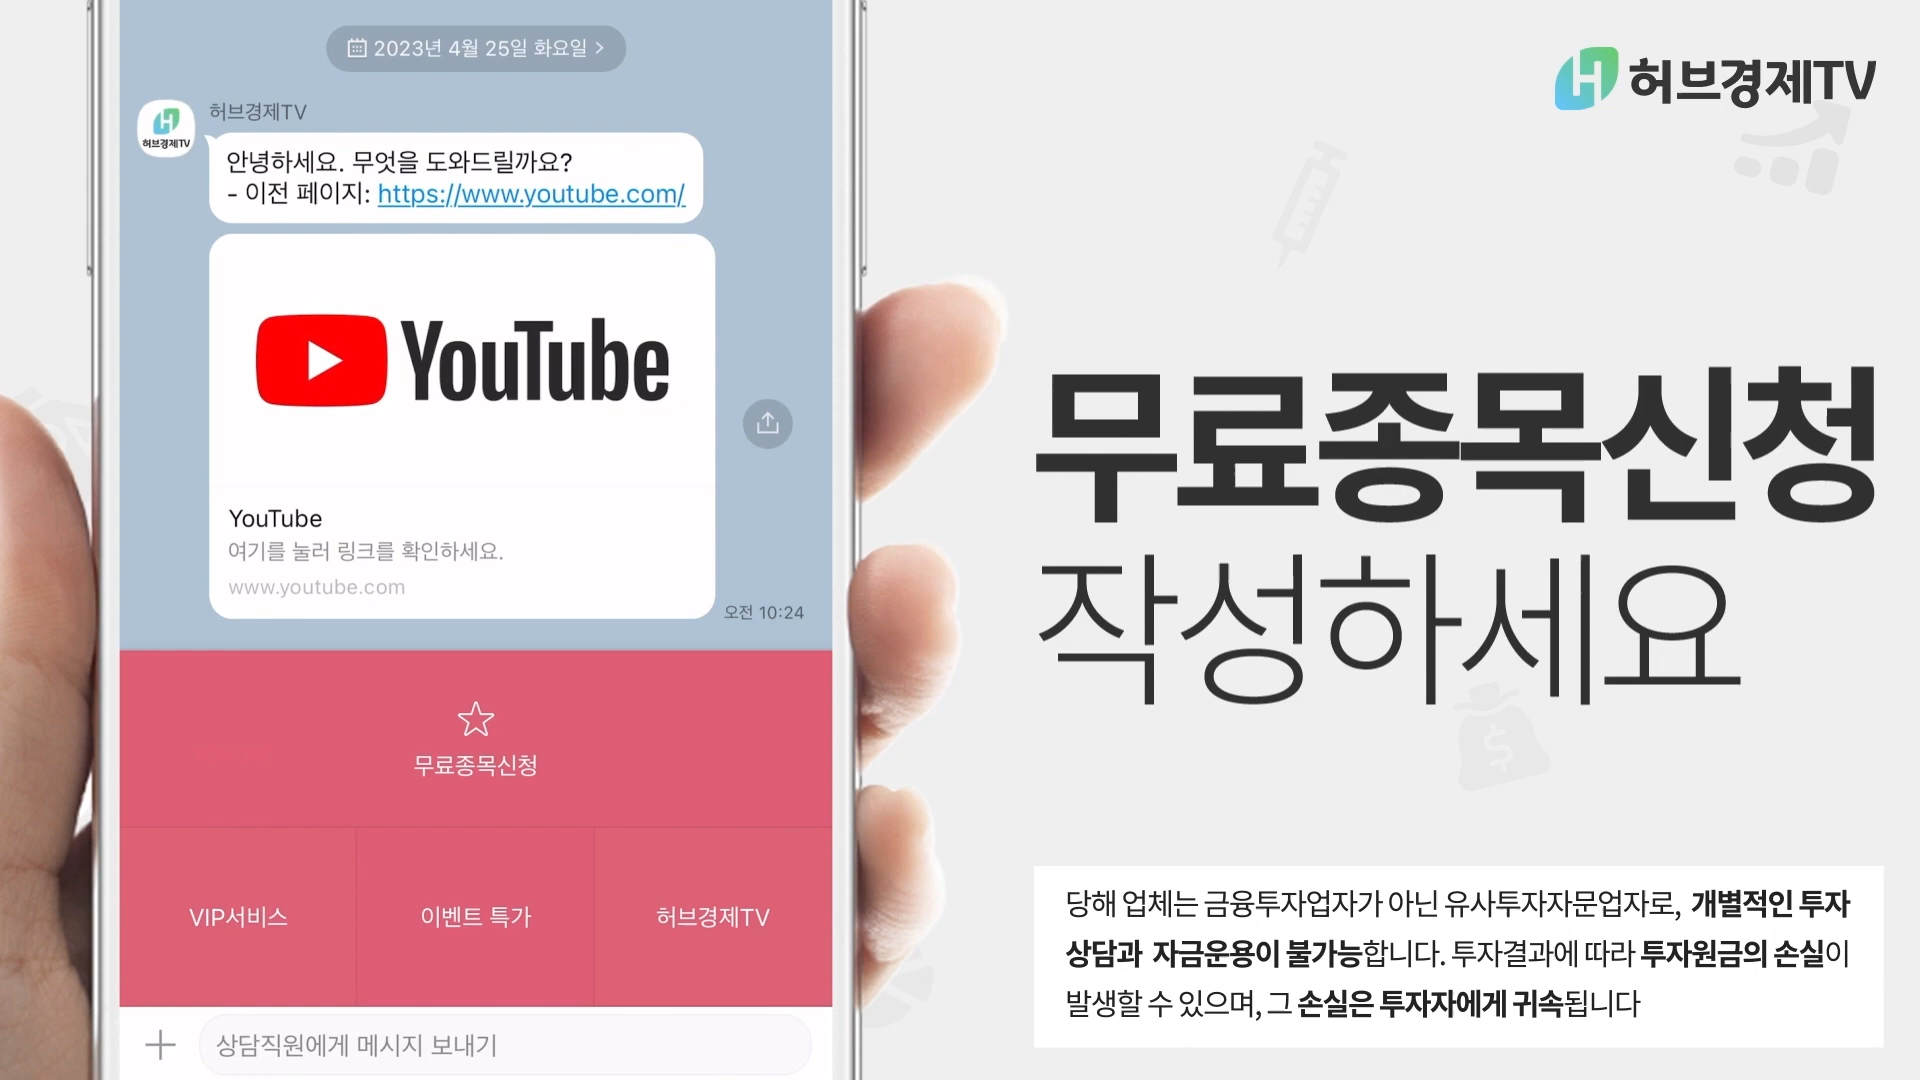 2023년 4월 25일 화요일 >
허브경제TV
허브경제TV
안녕하세요. 무엇을 도와드릴까요?
- 이전 페이지: https://www.youtube.com/
YouTube
YouTube
여기를 눌러 링크를 확인하세요.
www.youtube.com
오전 10:24
무료종목신청
VIP서비스
이벤트 특가
허브경제TV
상담직원에게 메시지 보내기
허브경제TV
무료종목신청
작성하세요
당해 업체는 금융투자업자가 아닌 유사투자자문업자로, 개별적인 투자
상담과 자금운용이 불가능합니다. 투자결과에 따라 투자원금의 손실이
발생할 수 있으며, 그 손실은 투자자에게 귀속됩니다